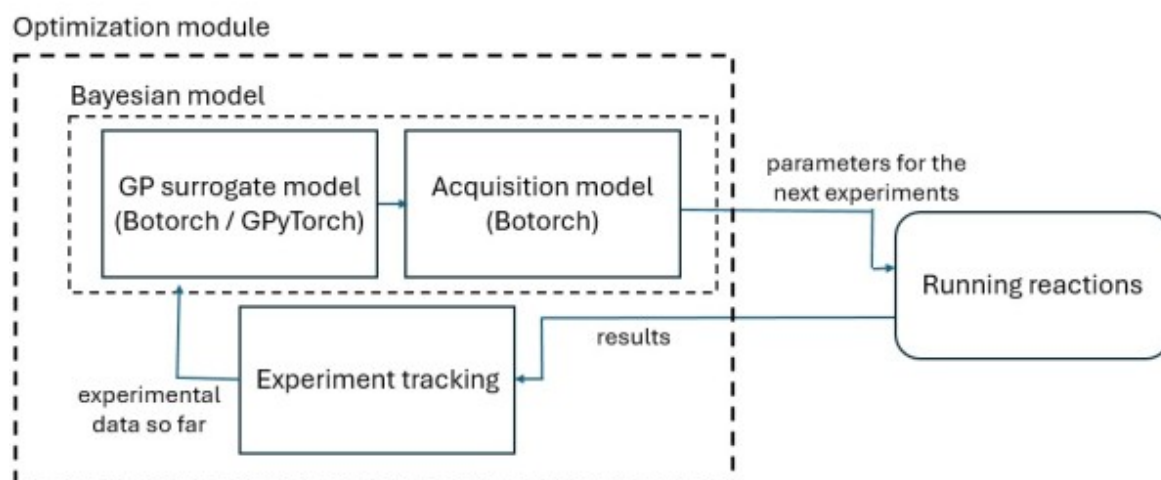 Optimization module
Bayesian model
GP surrogate model
(Botorch / GPyTorch)
Acquisition model
(Botorch)
parameters for the
next experiments
Running reactions
results
Experiment tracking
experimental
data so far